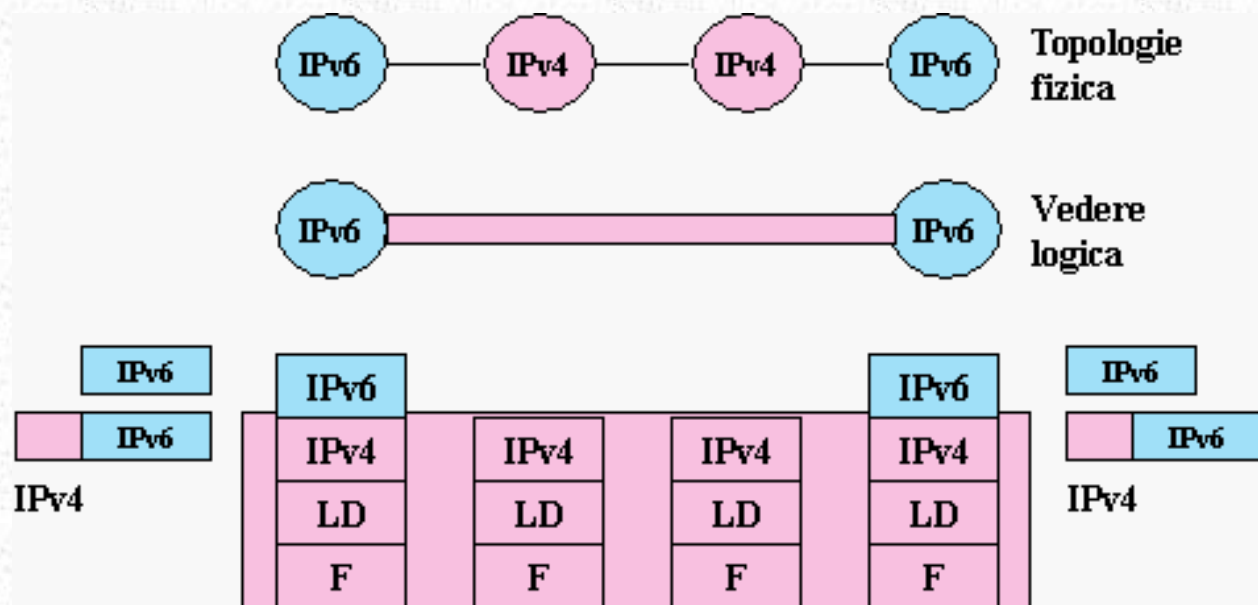 IPv6 IPv4 IPv4 IPv6
Topologie
fizica
IPv6 IPv6
Vedere
logica
IPv6 IPv6 IPv6 IPv6
IPv6 IPv4 IPv4 IPv4 IPv4 IPv6
IPv4 LD LD LD LD IPv4
F F F F